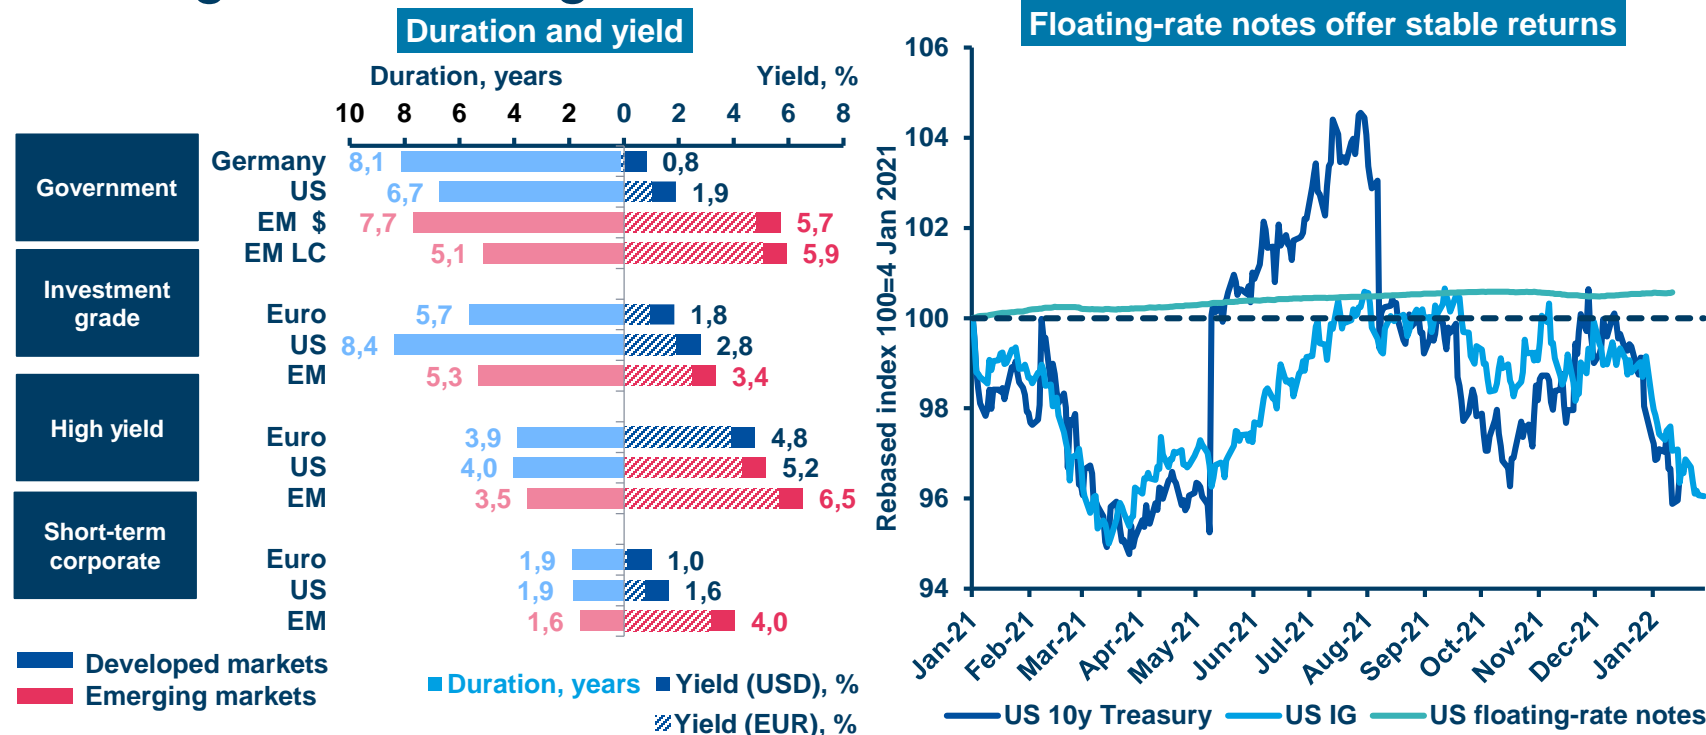 Duration and yield
Duration, years
Yield, %
10 8 6 4 2 0 2 4 6 8
Government
Germany 8,1 0,8
US 6,7 1,9
EM $ 7,7 5,7
EM LC 5,1 5,9
Investment
grade
Euro 5,7 1,8
US 8,4 2,8
EM 5,3 3,4
High yield
Euro 3,9 4,8
US 4,0 5,2
EM 3,5 6,5
Short-term
corporate
Euro 1,9 1,0
US 1,9 1,6
EM 1,6 4,0
Developed markets
Emerging markets
Duration, years
Yield (USD), %
Yield (EUR), %
Floating-rate notes offer stable returns
Rebased index 100=4 Jan 2021
106
104
102
100
98
96
94
Jan-21 Feb-21 Mar-21 Apr-21 May-21 Jun-21 Jul-21 Aug-21 Sep-21 Oct-21 Nov-21 Dec-21 Jan-22
US 10y Treasury
US IG
US floating-rate notes